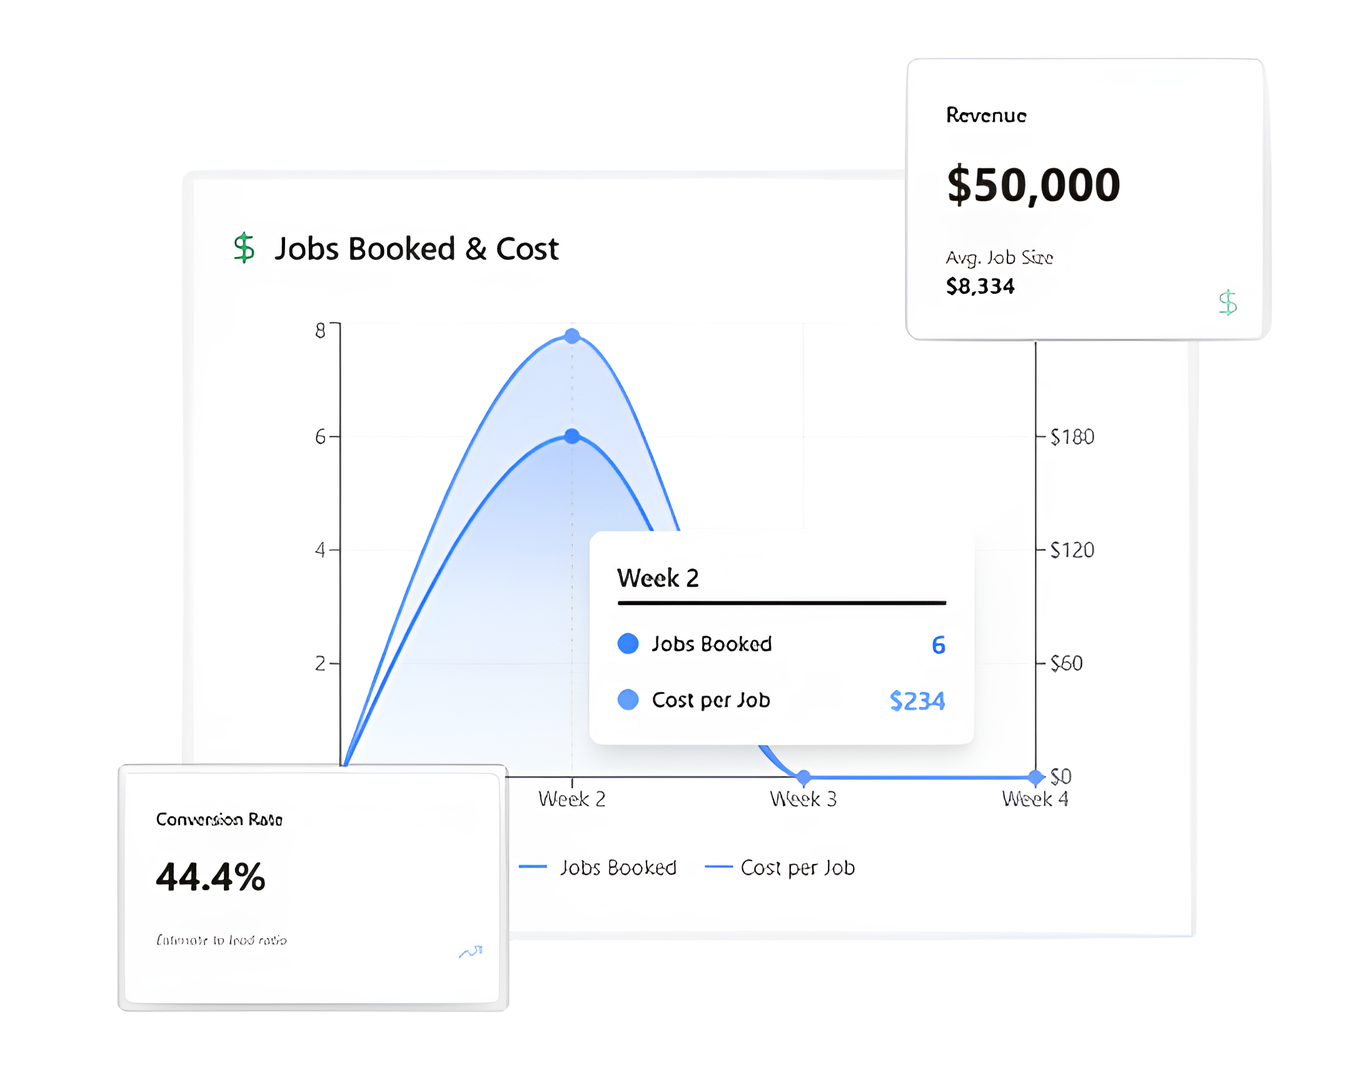 Revenue
$50,000
Avg. Job Size
$8,334
$
$ Jobs Booked & Cost
8
6
4
2
$180
$120
$60
$0
Week 2
Jobs Booked 6
Cost per Job $234
Week 2 Week 3 Week 4
Jobs Booked Cost per Job
Conversion Rate
44.4%
Estimate to lead ratio